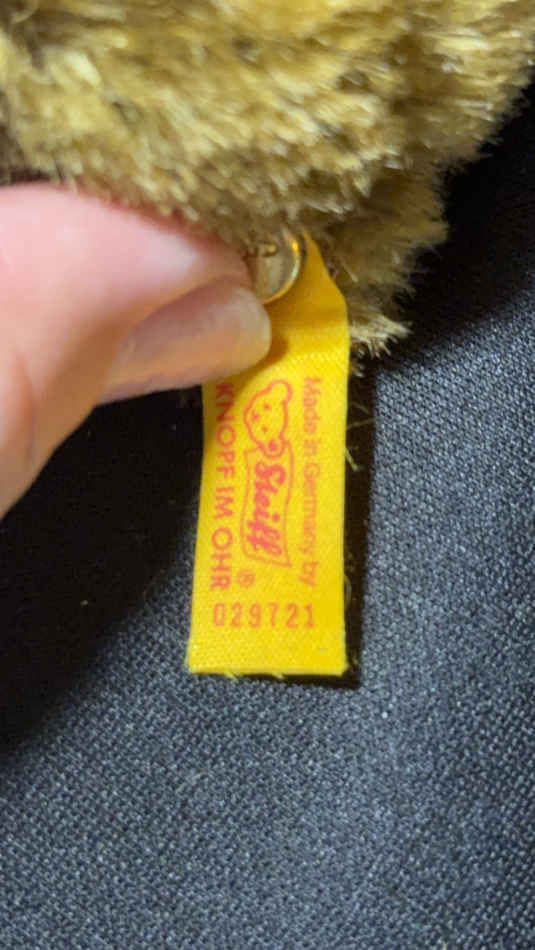 Made in Germany by
Steiff ®
KNOPF IM OHR
029721